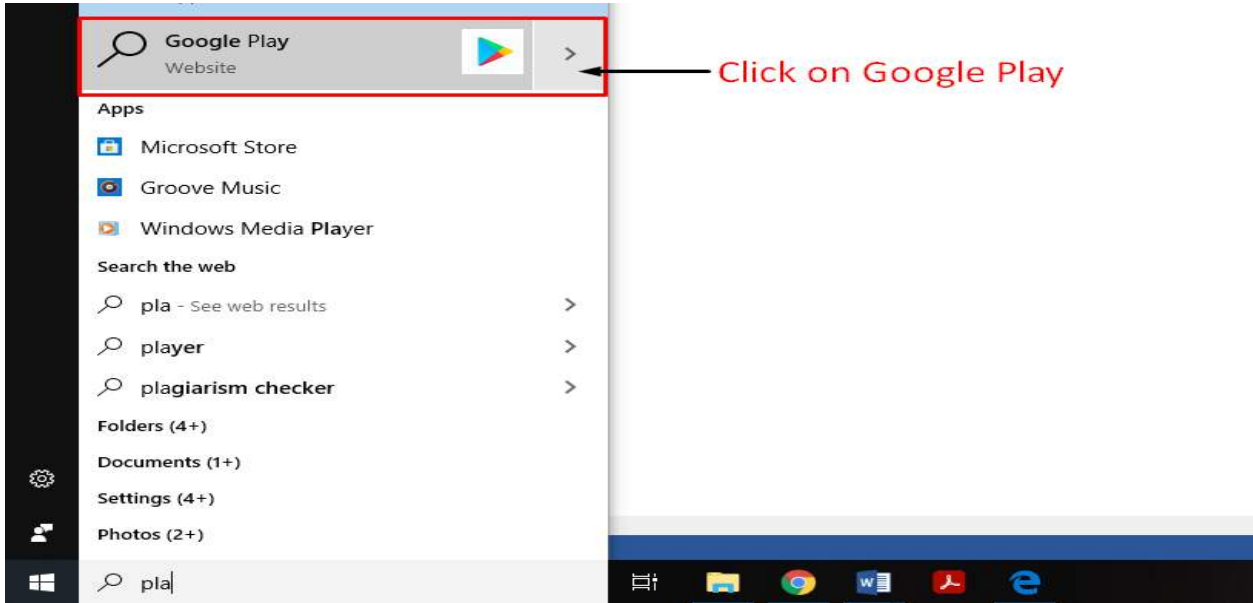 Google Play
Website
Click on Google Play
Apps
Microsoft Store
Groove Music
Windows Media Player
Search the web
pla - See web results
player
plagiarism checker
Folders (4+)
Documents (1+)
Settings (4+)
Photos (2+)
pla